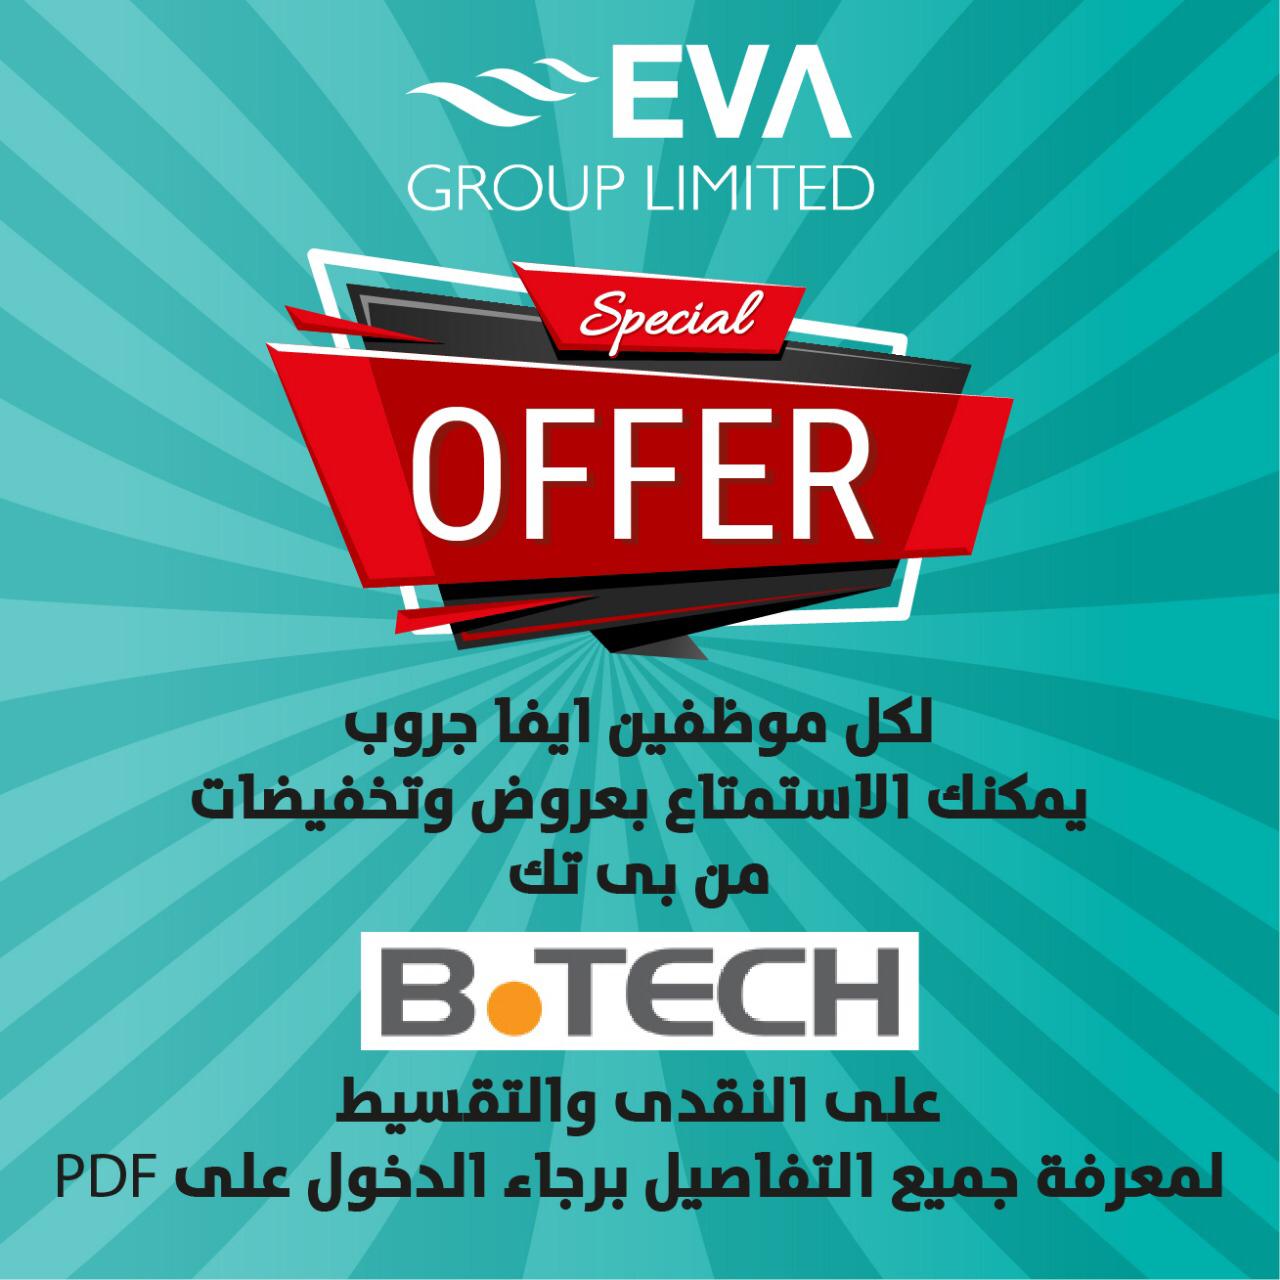 EVA
GROUP LIMITED
Special
OFFER
لكل موظفين ايفا جروب
يمكنك الاستمتاع بعروض وتخفيضات
من بى تك
B.TECH
على النقدى والتقسيط
لمعرفة جميع التفاصيل برجاء الدخول على PDF